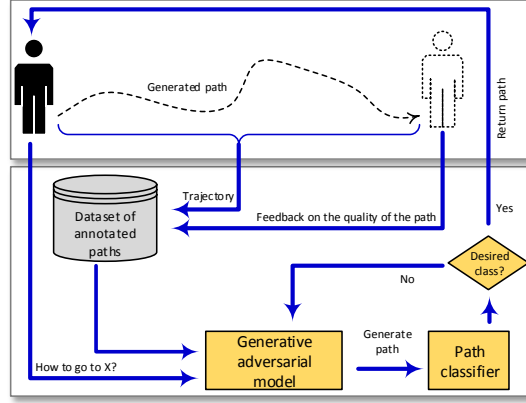 Generated path
Return path
Trajectory
Dataset of
annotated
paths
Feedback on the quality of the path
Yes
Desired
class?
No
Generative
adversarial
model
Generate
path
Path
classifier
How to go to X?